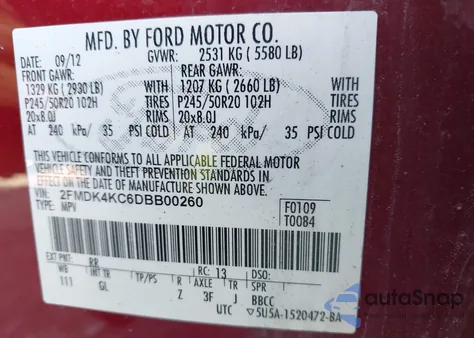 MFD. BY FORD MOTOR CO.
DATE: 09/12 GVWR: 2531 KG (5580 LB)
FRONT GAWR: REAR GAWR:
1329 KG (2930 LB) 1207 KG (2660 LB)
P245/50R20 102H TIRES P245/50R20 102H
20x8.0J RIMS 20x8.0J RIMS
AT 240 kPa/ 35 PSI COLD AT 240 kPa/ 35 PSI COLD
THIS VEHICLE CONFORMS TO ALL APPLICABLE FEDERAL MOTOR
VEHICLE SAFETY AND THEFT PREVENTION STANDARDS IN
EFFECT ON THE DATE OF MANUFACTURE SHOWN ABOVE.
VIN: 2FMDK4KC6DBB00260 F0109
TYPE: MPV T0084
EXT PNT: RR RC: 13 DSO:
WB INT TR TP/PS R AXLE TR SPR
111 GL Z 3F J BBCC
UTC ▽5U5A-1520472-BA
Ford
autoSnap